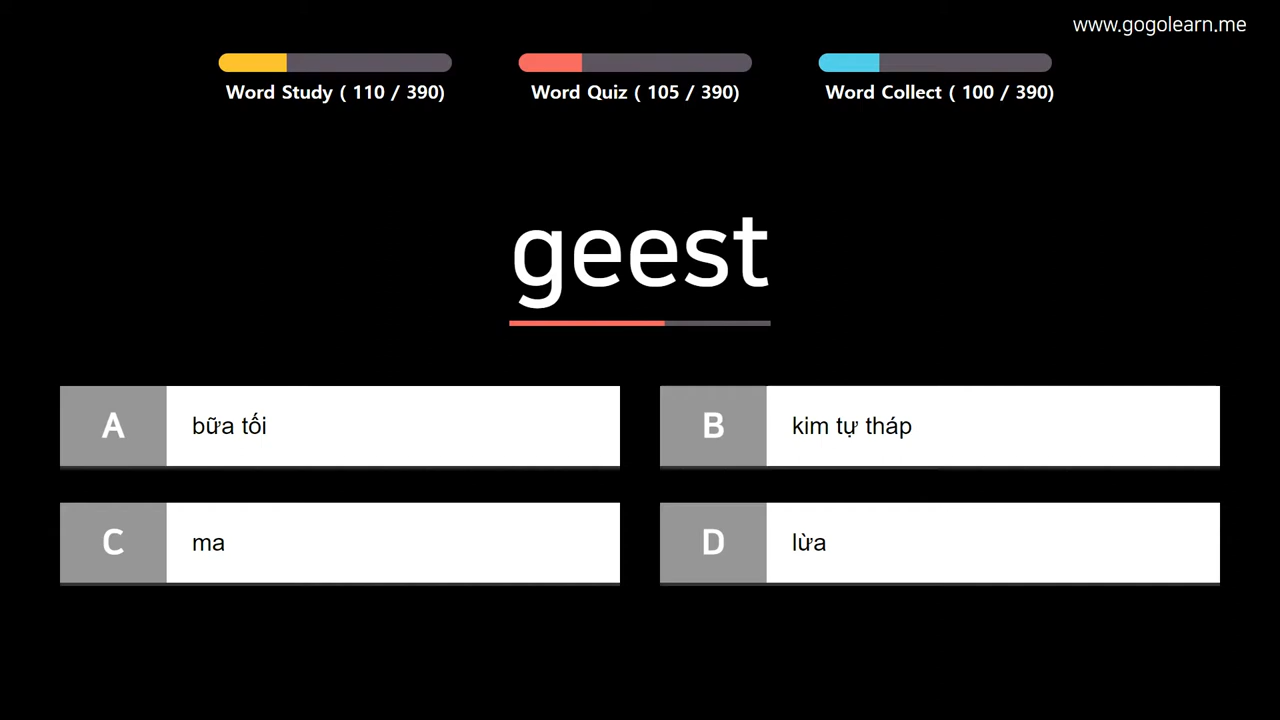 www.gogolearn.me
Word Study ( 110 / 390)
Word Quiz ( 105 / 390)
Word Collect ( 100 / 390)
geest
A
bữa tối
B
kim tự tháp
C
ma
D
lừa